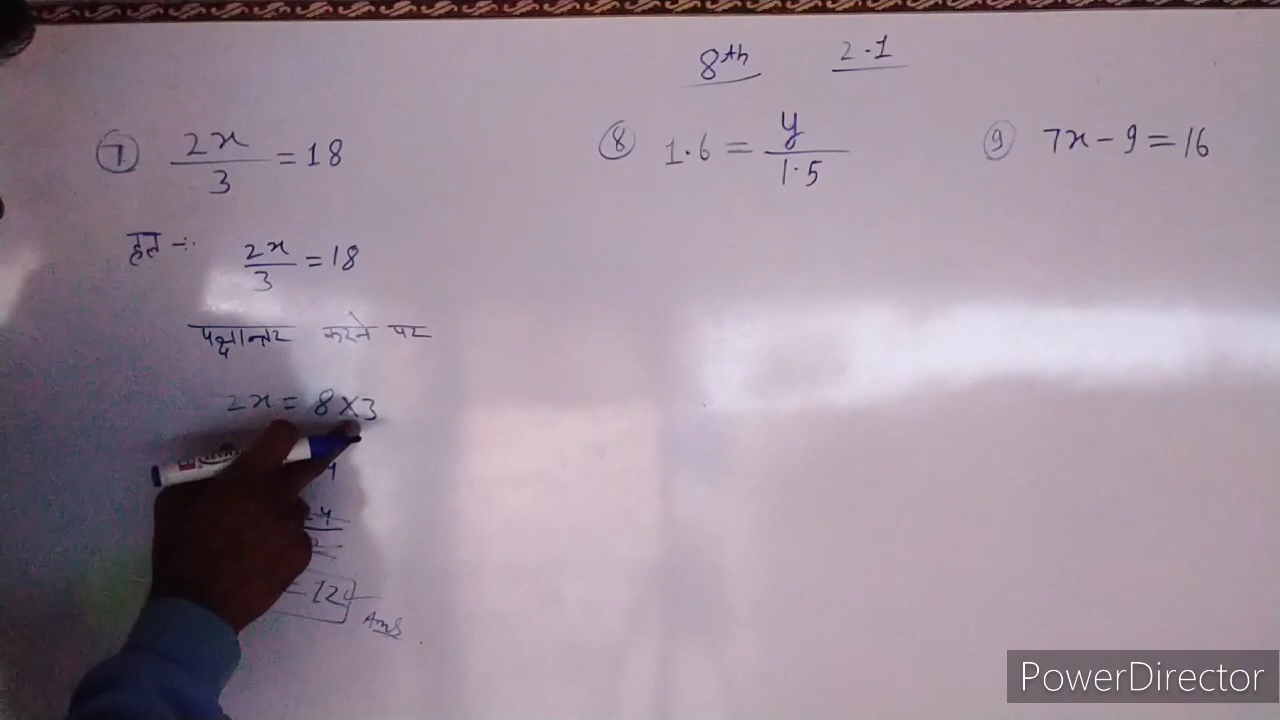 8th 2.1
⑦ 2x/3 = 18
⑧ 1.6 = y/1.5
⑨ 7x - 9 = 16
हल -:
2x/3 = 18
पक्षान्तर करने पर
2x = 8×3
= 12
Ans
PowerDirector